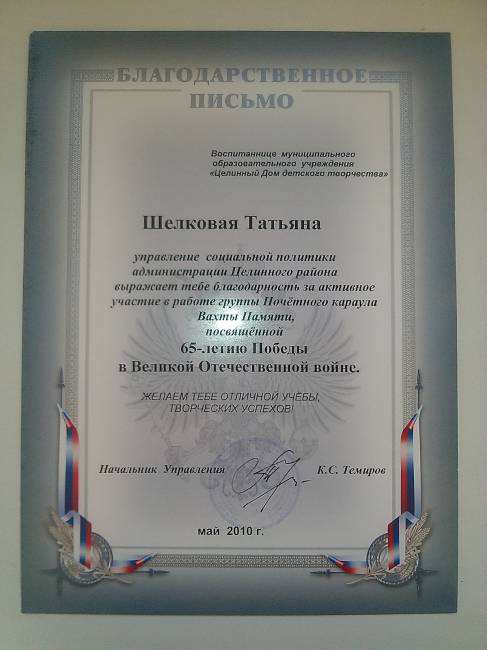 БЛАГОДАРСТВЕННОЕ
ПИСЬМО
Воспитаннице муниципального
образовательного учреждения
«Целинный Дом детского творчества»
Шелковая Татьяна
управление социальной политики
администрации Целинного района
выражает тебе благодарность за активное
участие в работе группы Почётного караула
Вахты Памяти,
посвящённой
65-летию Победы
в Великой Отечественной войне.
ЖЕЛАЕМ ТЕБЕ ОТЛИЧНОЙ УЧЁБЫ,
ТВОРЧЕСКИХ УСПЕХОВ!
Начальник Управления К.С. Темиров
май 2010 г.